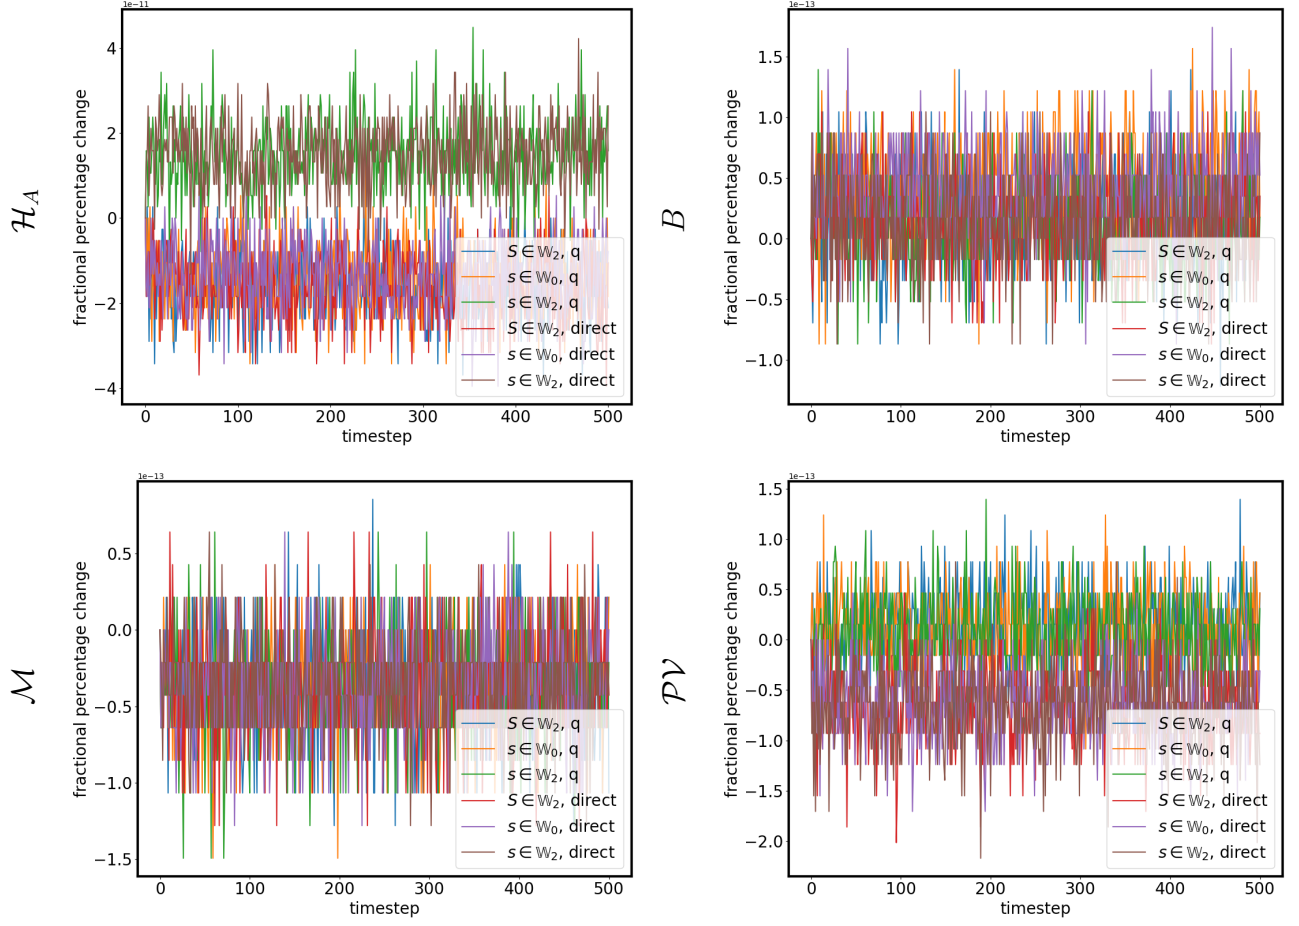 1e−11
4
2
0
−2
−4
fractional percentage change
ℋ_A
0 100 200 300 400 500
timestep
S ∈ 𝕎₂, q
s ∈ 𝕎₀, q
s ∈ 𝕎₂, q
S ∈ 𝕎₂, direct
s ∈ 𝕎₀, direct
s ∈ 𝕎₂, direct
1e−13
1.5
1.0
0.5
0.0
−0.5
−1.0
fractional percentage change
B
0 100 200 300 400 500
timestep
S ∈ 𝕎₂, q
s ∈ 𝕎₀, q
s ∈ 𝕎₂, q
S ∈ 𝕎₂, direct
s ∈ 𝕎₀, direct
s ∈ 𝕎₂, direct
1e−13
0.5
0.0
−0.5
−1.0
−1.5
fractional percentage change
ℳ
0 100 200 300 400 500
timestep
S ∈ 𝕎₂, q
s ∈ 𝕎₀, q
s ∈ 𝕎₂, q
S ∈ 𝕎₂, direct
s ∈ 𝕎₀, direct
s ∈ 𝕎₂, direct
1e−13
1.5
1.0
0.5
0.0
−0.5
−1.0
−1.5
−2.0
fractional percentage change
𝒫𝒱
0 100 200 300 400 500
timestep
S ∈ 𝕎₂, q
s ∈ 𝕎₀, q
s ∈ 𝕎₂, q
S ∈ 𝕎₂, direct
s ∈ 𝕎₀, direct
s ∈ 𝕎₂, direct